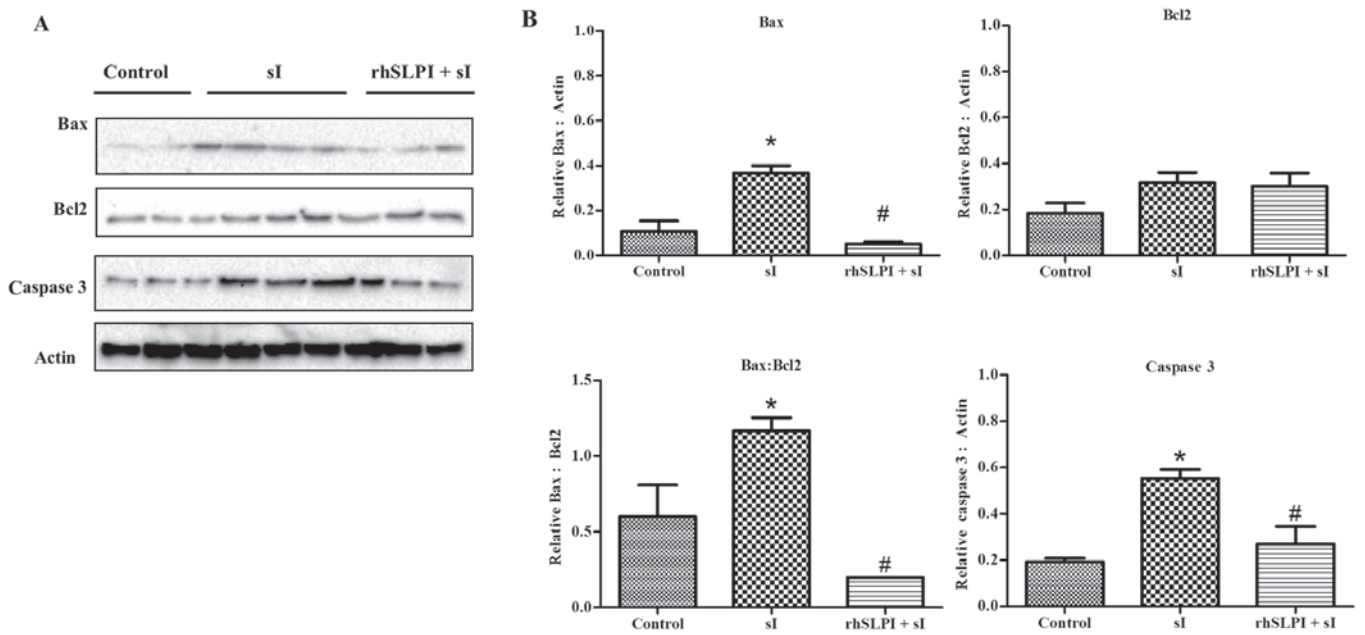 A
Control sI rhSLPI + sI
Bax
Bcl2
Caspase 3
Actin
B
Bax
Relative Bax : Actin
1.0
0.8
0.6
0.4
0.2
0.0
*
#
Control sI rhSLPI + sI
Bcl2
Relative Bcl2 : Actin
1.0
0.8
0.6
0.4
0.2
0.0
Control sI rhSLPI + sI
Bax:Bcl2
Relative Bax : Bcl2
1.5
1.0
0.5
0.0
*
#
Control sI rhSLPI + sI
Caspase 3
Relative caspase 3 : Actin
1.0
0.8
0.6
0.4
0.2
0.0
*
#
Control sI rhSLPI + sI